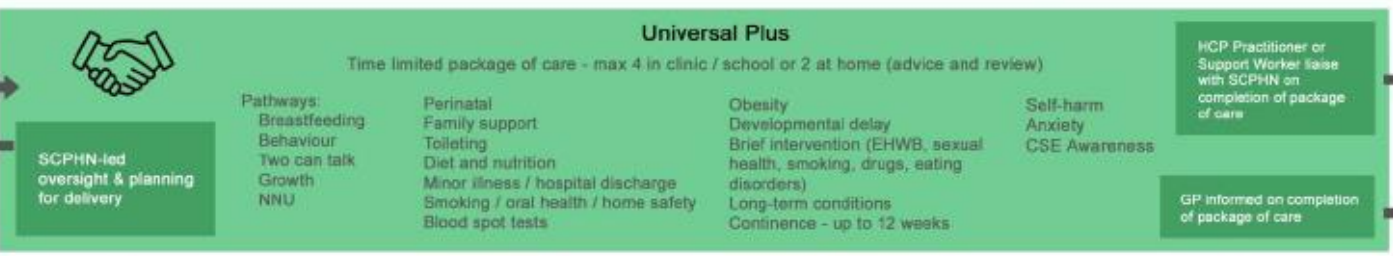 Universal Plus
Time limited package of care - max 4 in clinic / school or 2 at home (advice and review)
SCPHN-led
oversight & planning
for delivery
Pathways:
Breastfeeding
Behaviour
Two can talk
Growth
NNU
Perinatal
Family support
Toileting
Diet and nutrition
Minor illness / hospital discharge
Smoking / oral health / home safety
Blood spot tests
Obesity
Developmental delay
Brief intervention (EHWB, sexual
health, smoking, drugs, eating
disorders)
Long-term conditions
Continence - up to 12 weeks
Self-harm
Anxiety
CSE Awareness
HCP Practitioner or
Support Worker liaise
with SCPHN on
completion of package
of care
GP informed on completion
of package of care